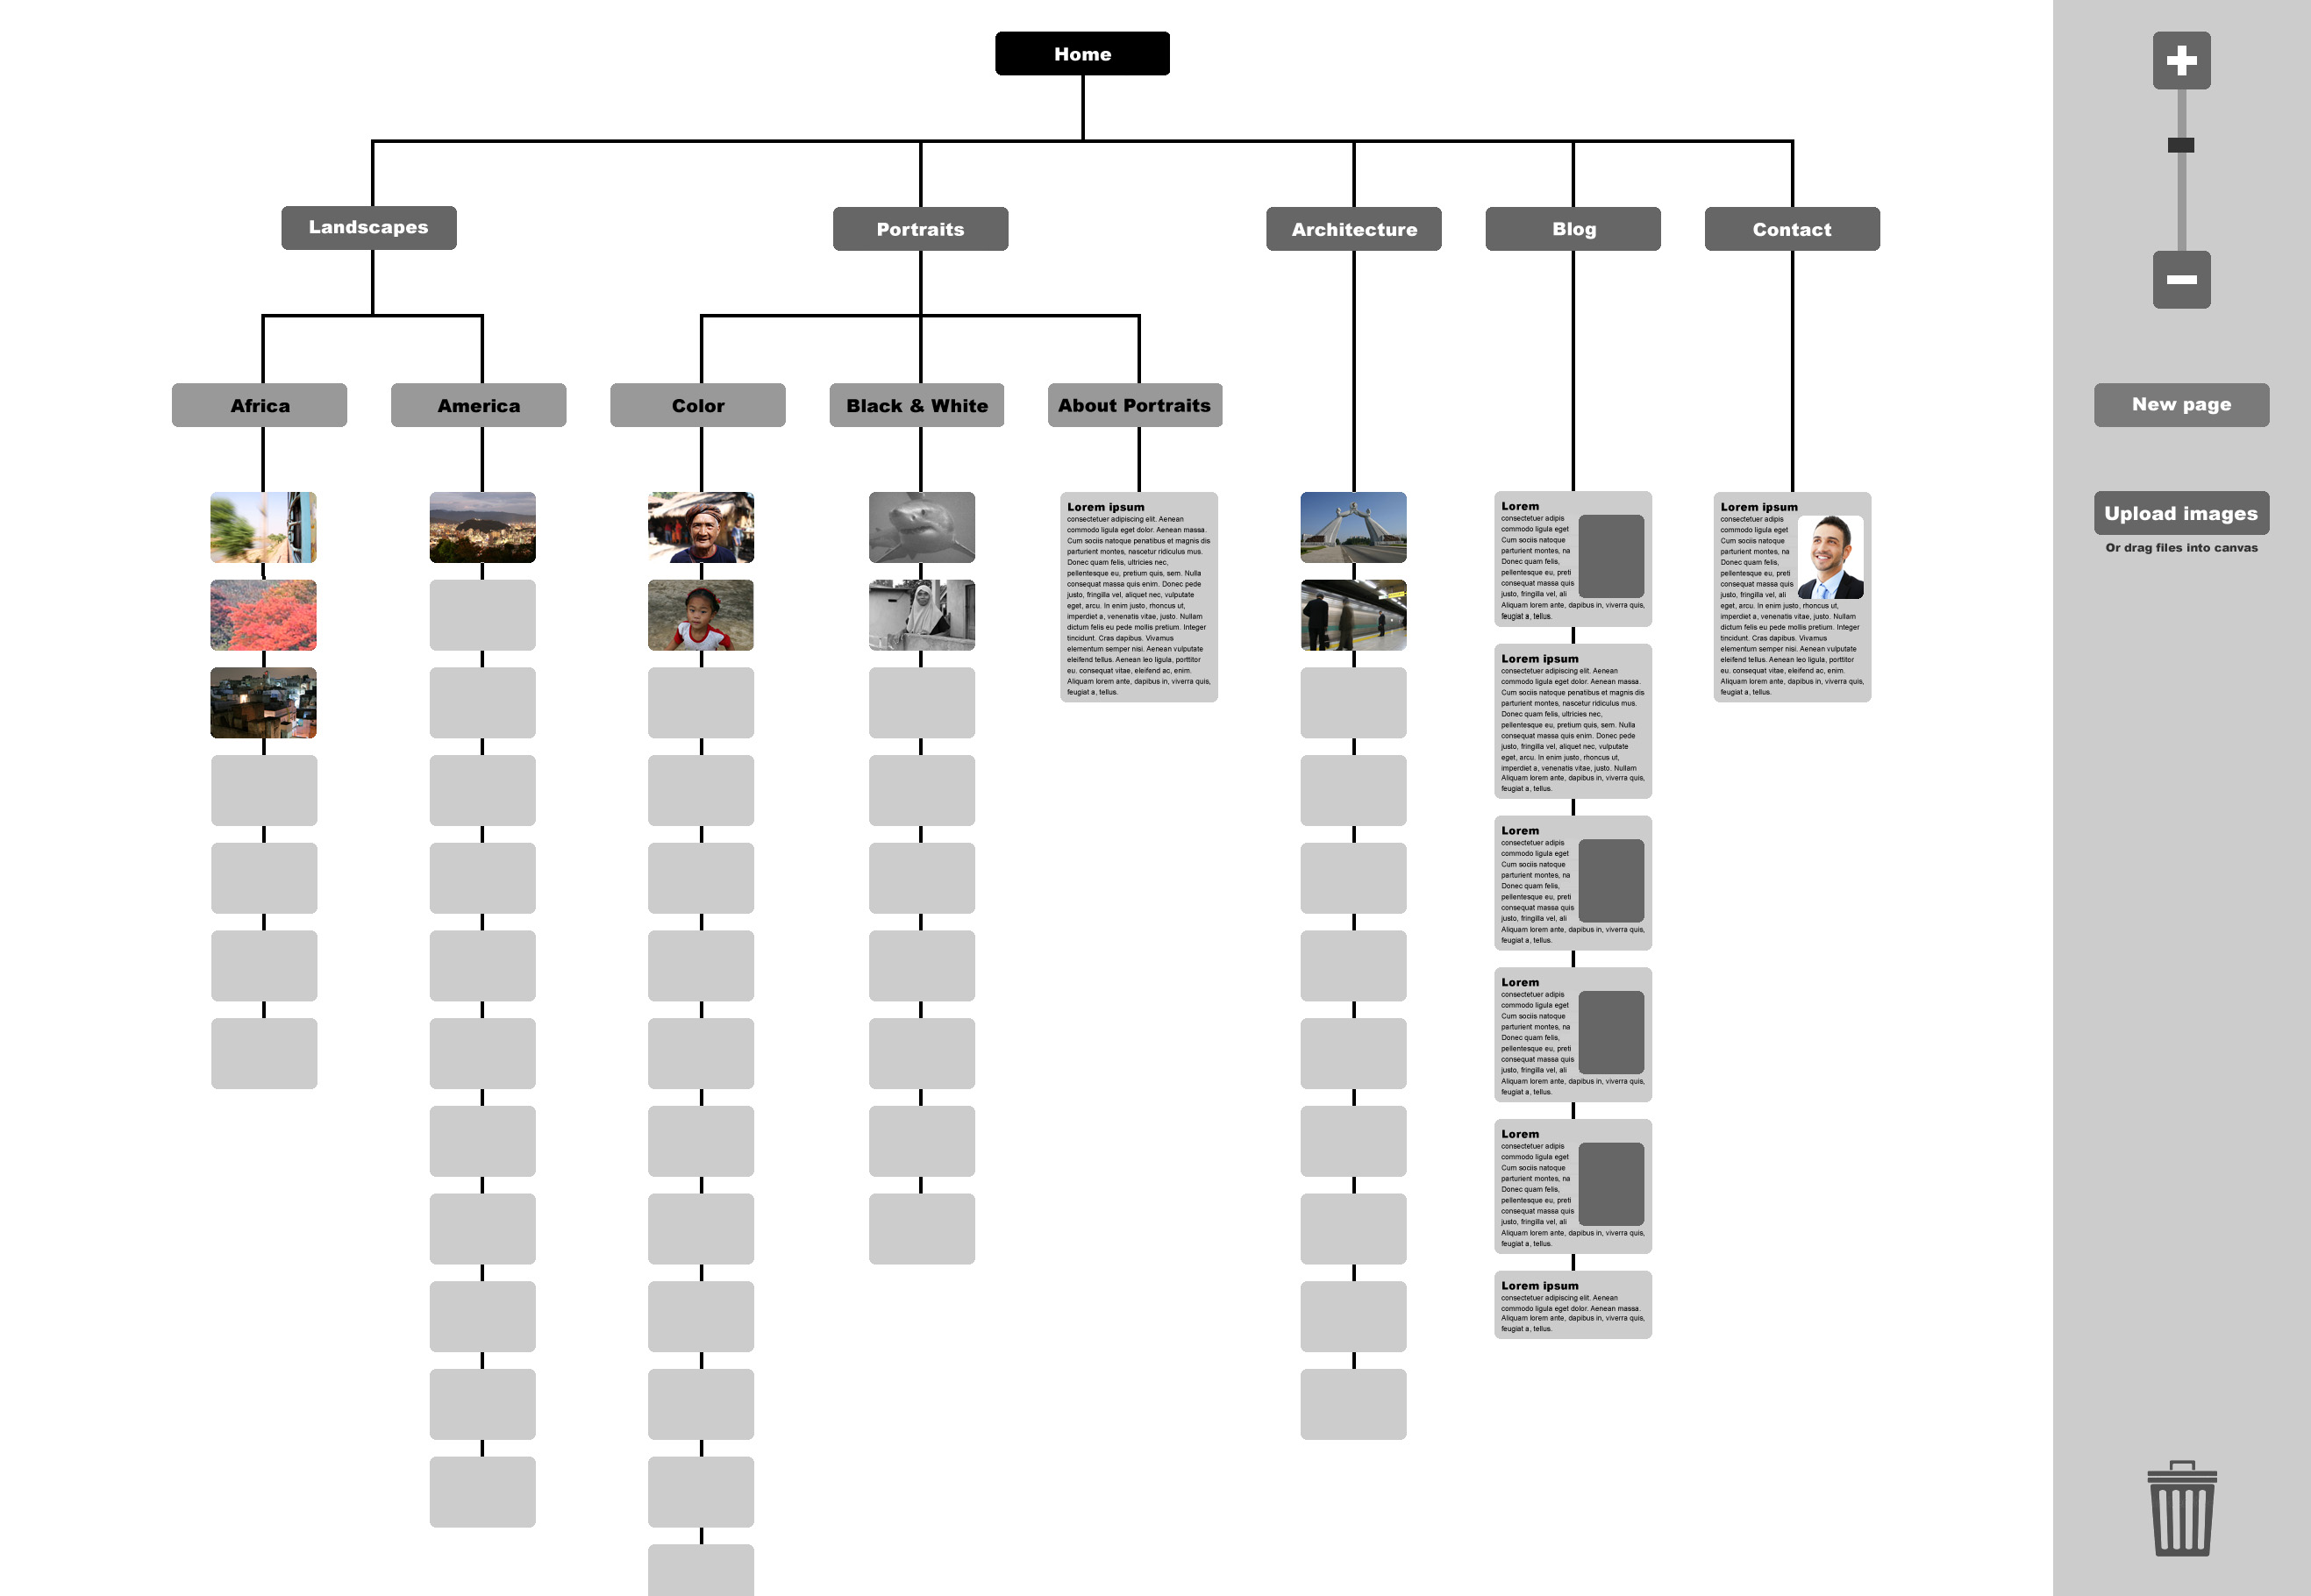 Home
Landscapes
Portraits
Architecture
Blog
Contact
Africa
America
Color
Black & White
About Portraits
New page
Upload images
Or drag files into canvas
Lorem ipsum
consectetuer adipiscing elit. Aenean
commodo ligula eget dolor. Aenean massa.
Cum sociis natoque penatibus et magnis dis
parturient montes, nascetur ridiculus mus.
Donec quam felis, ultricies nec,
pellentesque eu, pretium quis, sem. Nulla
consequat massa quis enim. Donec pede
justo, fringilla vel, aliquet nec, vulputate
eget, arcu. In enim justo, rhoncus ut,
imperdiet a, venenatis vitae, justo. Nullam
dictum felis eu pede mollis pretium. Integer
tincidunt. Cras dapibus. Vivamus
elementum semper nisi. Aenean vulputate
eleifend tellus. Aenean leo ligula, porttitor
eu. consequat vitae, eleifend ac, enim.
Aliquam lorem ante, dapibus in, viverra quis,
feugiat a, tellus.
Lorem
consectetuer adipis
commodo ligula eget
Cum sociis natoque
parturient montes, na
Donec quam felis,
pellentesque eu, preti
consequat massa quis
justo, fringilla vel, ali
Aliquam lorem ante, dapibus in, viverra quis,
feugiat a, tellus.
Lorem ipsum
consectetuer adipiscing elit. Aenean
commodo ligula eget dolor. Aenean massa.
Cum sociis natoque penatibus et magnis dis
parturient montes, nascetur ridiculus mus.
Donec quam felis, ultricies nec,
pellentesque eu, pretium quis, sem. Nulla
consequat massa quis enim. Donec pede
justo, fringilla vel, aliquet nec, vulputate
eget, arcu. In enim justo, rhoncus ut,
imperdiet a, venenatis vitae, justo. Nullam
Aliquam lorem ante, dapibus in, viverra quis,
feugiat a, tellus.
Lorem
consectetuer adipis
commodo ligula eget
Cum sociis natoque
parturient montes, na
Donec quam felis,
pellentesque eu, preti
consequat massa quis
justo, fringilla vel, ali
Aliquam lorem ante, dapibus in, viverra quis,
feugiat a, tellus.
Lorem
consectetuer adipis
commodo ligula eget
Cum sociis natoque
parturient montes, na
Donec quam felis,
pellentesque eu, preti
consequat massa quis
justo, fringilla vel, ali
Aliquam lorem ante, dapibus in, viverra quis,
feugiat a, tellus.
Lorem
consectetuer adipis
commodo ligula eget
Cum sociis natoque
parturient montes, na
Donec quam felis,
pellentesque eu, preti
consequat massa quis
justo, fringilla vel, ali
Aliquam lorem ante, dapibus in, viverra quis,
feugiat a, tellus.
Lorem ipsum
consectetuer adipiscing elit. Aenean
commodo ligula eget dolor. Aenean massa.
Aliquam lorem ante, dapibus in, viverra quis,
feugiat a, tellus.
Lorem ipsum
consectetuer adipis
commodo ligula eget
Cum sociis natoque
parturient montes, na
Donec quam felis,
pellentesque eu, preti
consequat massa quis
justo, fringilla vel, ali
eget, arcu. In enim justo, rhoncus ut,
imperdiet a, venenatis vitae, justo. Nullam
dictum felis eu pede mollis pretium. Integer
tincidunt. Cras dapibus. Vivamus
elementum semper nisi. Aenean vulputate
eleifend tellus. Aenean leo ligula, porttitor
eu. consequat vitae, eleifend ac, enim.
Aliquam lorem ante, dapibus in, viverra quis,
feugiat a, tellus.